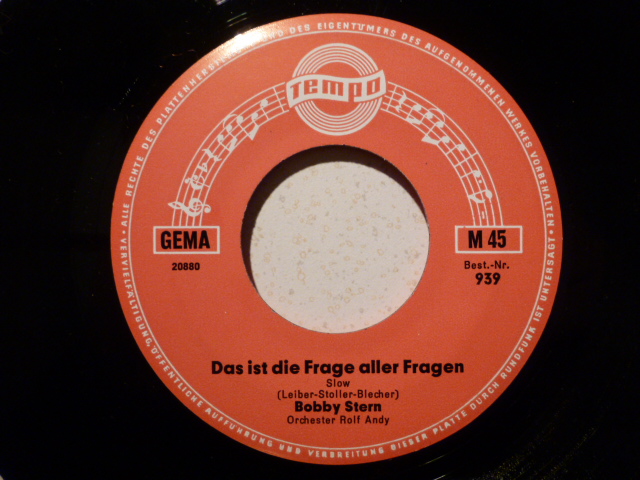 ALLE RECHTE DES PLATTENHERSTELLERS UND DES EIGENTÜMERS DES AUFGENOMMENEN WERKES VORBEHALTEN
VERVIELFÄLTIGUNG, ÖFFENTLICHE AUFFÜHRUNG UND VERBREITUNG DIESER PLATTE DURCH RUNDFUNK IST UNTERSAGT
TEMPO
GEMA
M 45
20880
Best.-Nr.
939
Das ist die Frage aller Fragen
Slow
(Leiber-Stoller-Blecher)
Bobby Stern
Orchester Rolf Andy